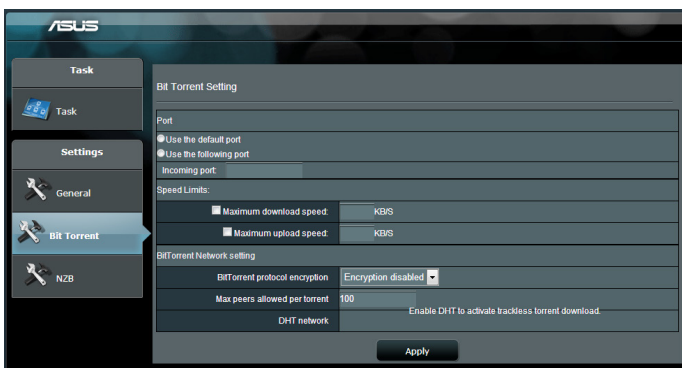 ASUS
Task
Task
Settings
General
Bit Torrent
NZB
Bit Torrent Setting
Port
Use the default port
Use the following port
Incoming port:
Speed Limits:
Maximum download speed: KB/S
Maximum upload speed: KB/S
BitTorrent Network setting
BitTorrent protocol encryption Encryption disabled
Max peers allowed per torrent 100
DHT network Enable DHT to activate trackless torrent download.
Apply